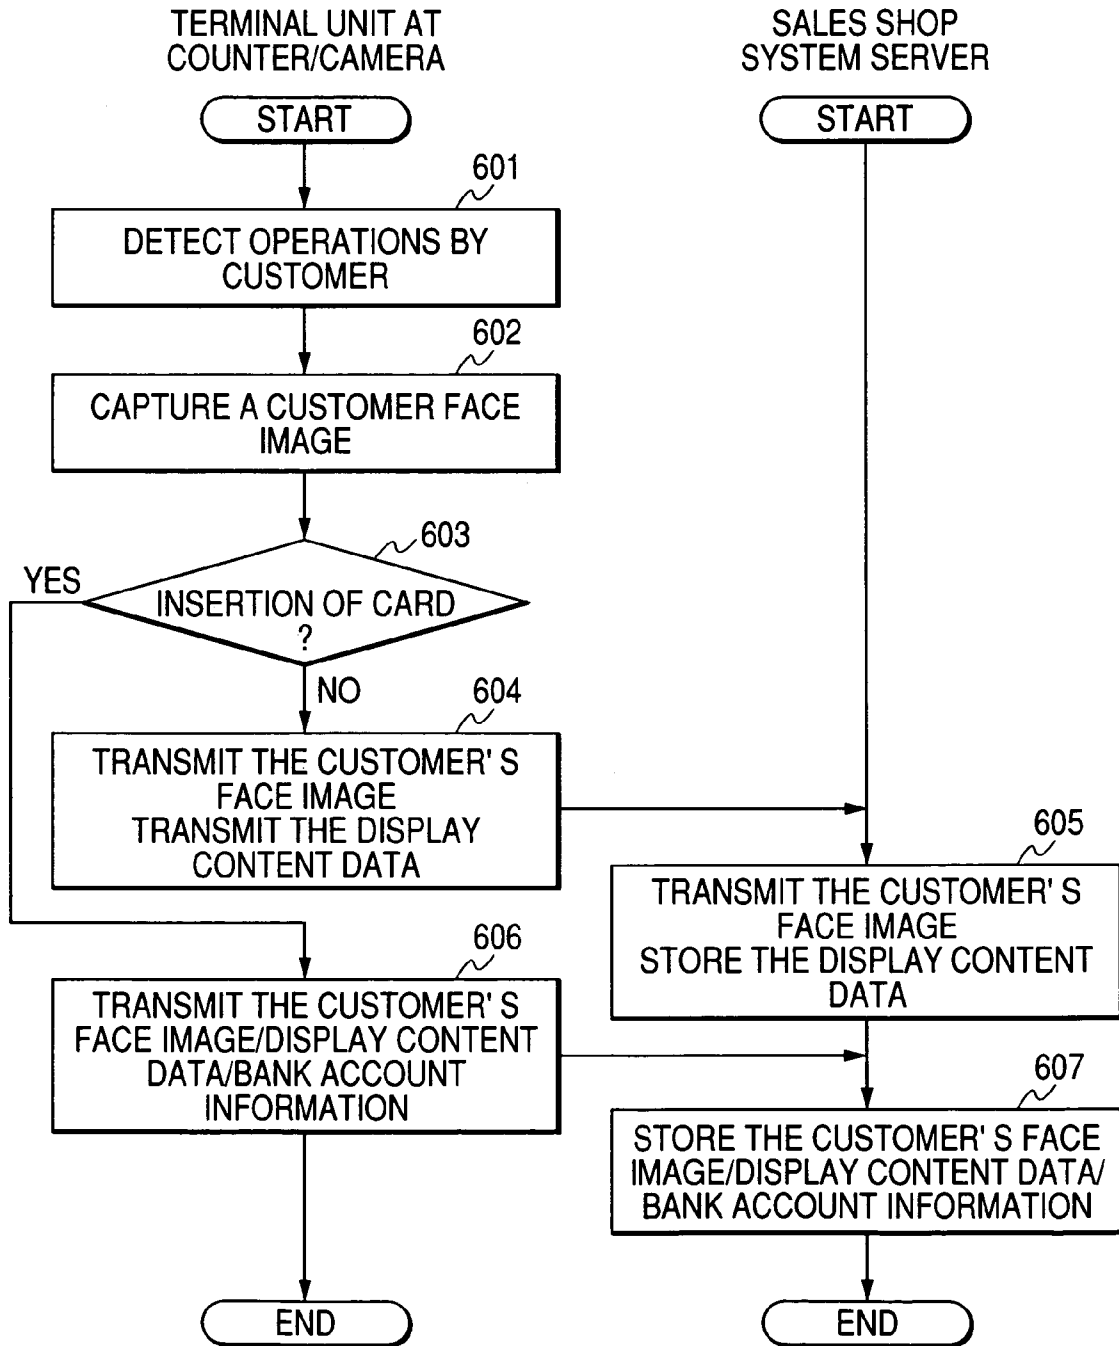 TERMINAL UNIT AT
COUNTER/CAMERA
SALES SHOP
SYSTEM SERVER
START
START
601
DETECT OPERATIONS BY
CUSTOMER
602
CAPTURE A CUSTOMER FACE
IMAGE
603
YES
INSERTION OF CARD
?
NO
604
TRANSMIT THE CUSTOMER' S
FACE IMAGE
TRANSMIT THE DISPLAY
CONTENT DATA
605
TRANSMIT THE CUSTOMER' S
FACE IMAGE
STORE THE DISPLAY CONTENT
DATA
606
TRANSMIT THE CUSTOMER' S
FACE IMAGE/DISPLAY CONTENT
DATA/BANK ACCOUNT
INFORMATION
607
STORE THE CUSTOMER' S FACE
IMAGE/DISPLAY CONTENT DATA/
BANK ACCOUNT INFORMATION
END
END